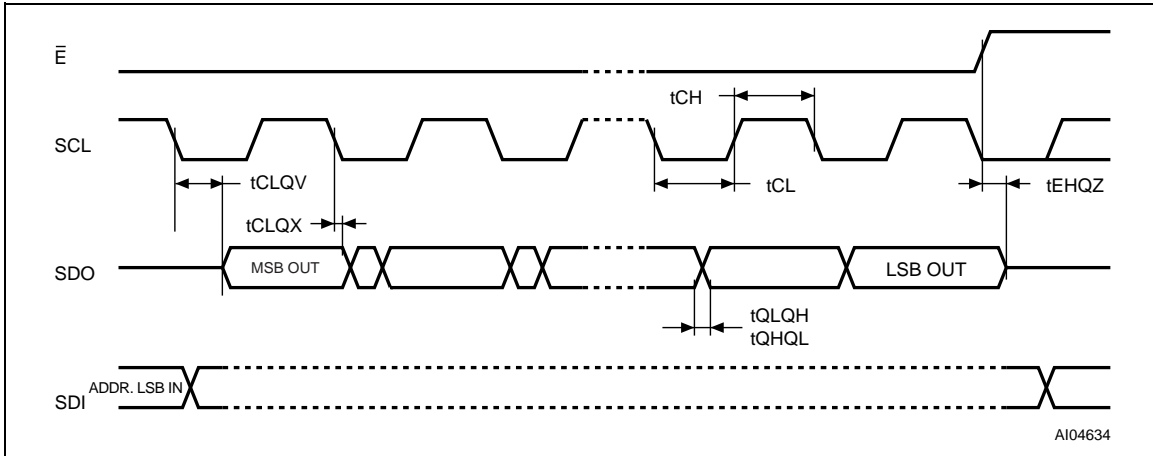 Ē
tCH
SCL
tCLQV
tCL
tEHQZ
tCLQX
SDO
MSB OUT
LSB OUT
tQLQH
tQHQL
ADDR. LSB IN
SDI
AI04634